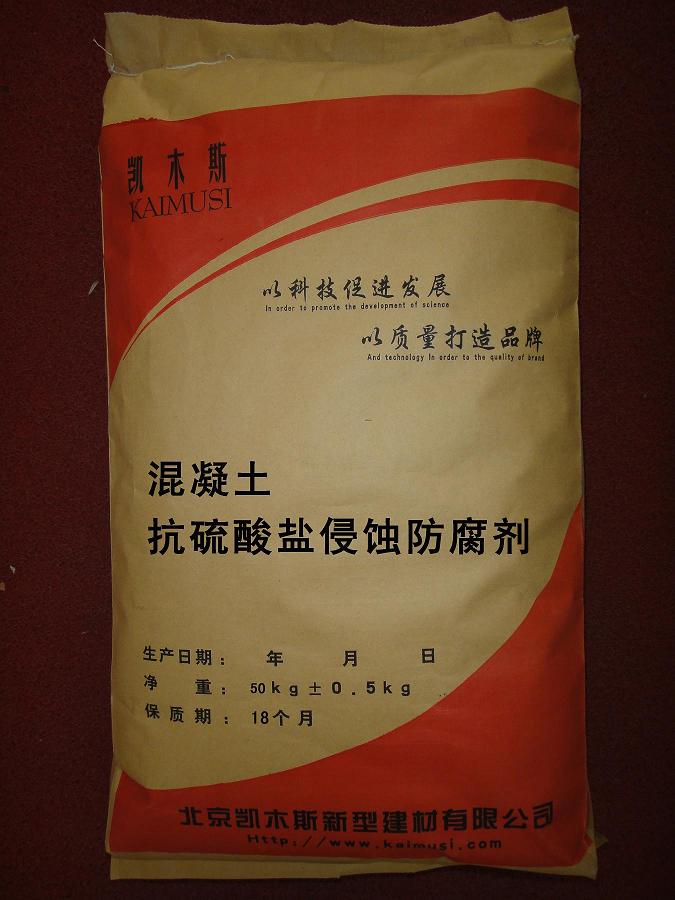 凯木斯
KAIMUSI
以科技促进发展
In order to promote the development of science
以质量打造品牌
And technology In order to the quality of brand
混凝土
抗硫酸盐侵蚀防腐剂
生产日期： 年 月 日
净 重： 50kg±0.5kg
保质期： 18个月
北京凯木斯新型建材有限公司
Http://www.kaimusi.com